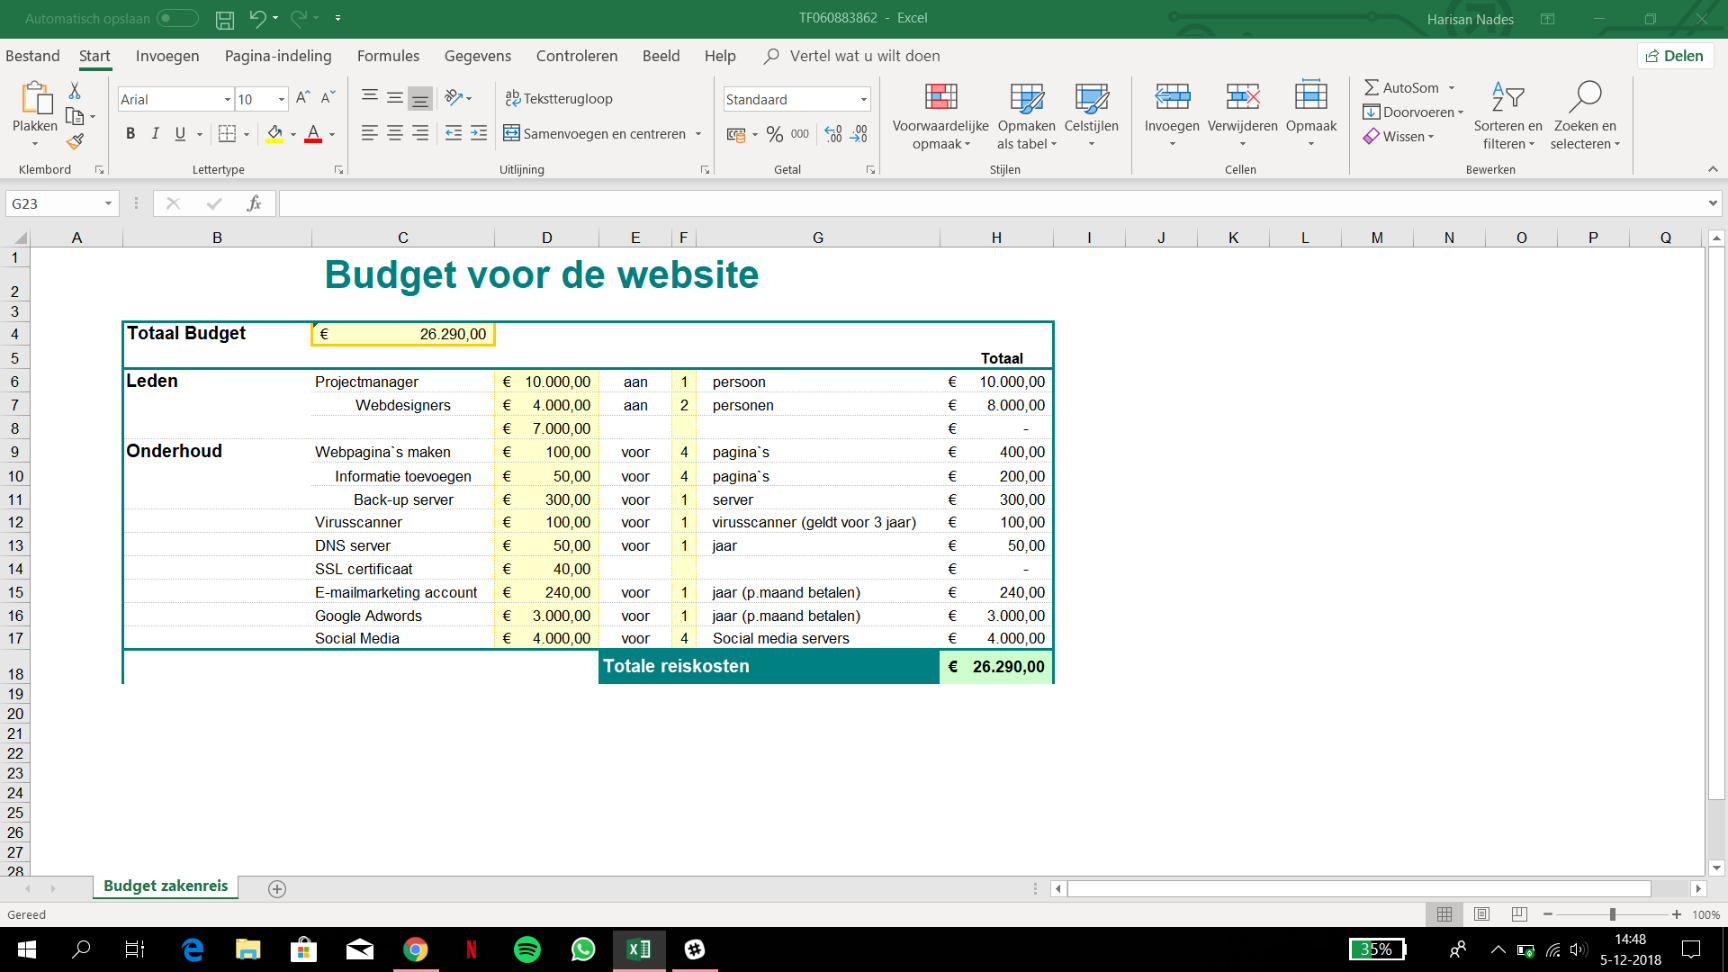 Automatisch opslaan
TF060883862 - Excel
Harisan Nades
Bestand Start Invoegen Pagina-indeling Formules Gegevens Controleren Beeld Help Vertel wat u wilt doen Delen
Plakken
Klembord
Arial 10
B I U
Lettertype
Tekstterugloop
Samenvoegen en centreren
Uitlijning
Standaard
% 000
Getal
Voorwaardelijke opmaak
Opmaken als tabel
Celstijlen
Stijlen
Invoegen Verwijderen Opmaak
Cellen
AutoSom
Doorvoeren
Wissen
Sorteren en filteren
Zoeken en selecteren
Bewerken
G23 fx
A B C D E F G H I J K L M N O P Q
1
2 Budget voor de website
3
4 Totaal Budget € 26.290,00
5 Totaal
6 Leden Projectmanager € 10.000,00 aan 1 persoon € 10.000,00
7 Webdesigners € 4.000,00 aan 2 personen € 8.000,00
8 € 7.000,00 € -
9 Onderhoud Webpagina`s maken € 100,00 voor 4 pagina`s € 400,00
10 Informatie toevoegen € 50,00 voor 4 pagina`s € 200,00
11 Back-up server € 300,00 voor 1 server € 300,00
12 Virusscanner € 100,00 voor 1 virusscanner (geldt voor 3 jaar) € 100,00
13 DNS server € 50,00 voor 1 jaar € 50,00
14 SSL certificaat € 40,00 € -
15 E-mailmarketing account € 240,00 voor 1 jaar (p.maand betalen) € 240,00
16 Google Adwords € 3.000,00 voor 1 jaar (p.maand betalen) € 3.000,00
17 Social Media € 4.000,00 voor 4 Social media servers € 4.000,00
18 Totale reiskosten € 26.290,00
19
20
21
22
23
24
25
26
27
28
Budget zakenreis
Gereed
100%
35%
14:48
5-12-2018